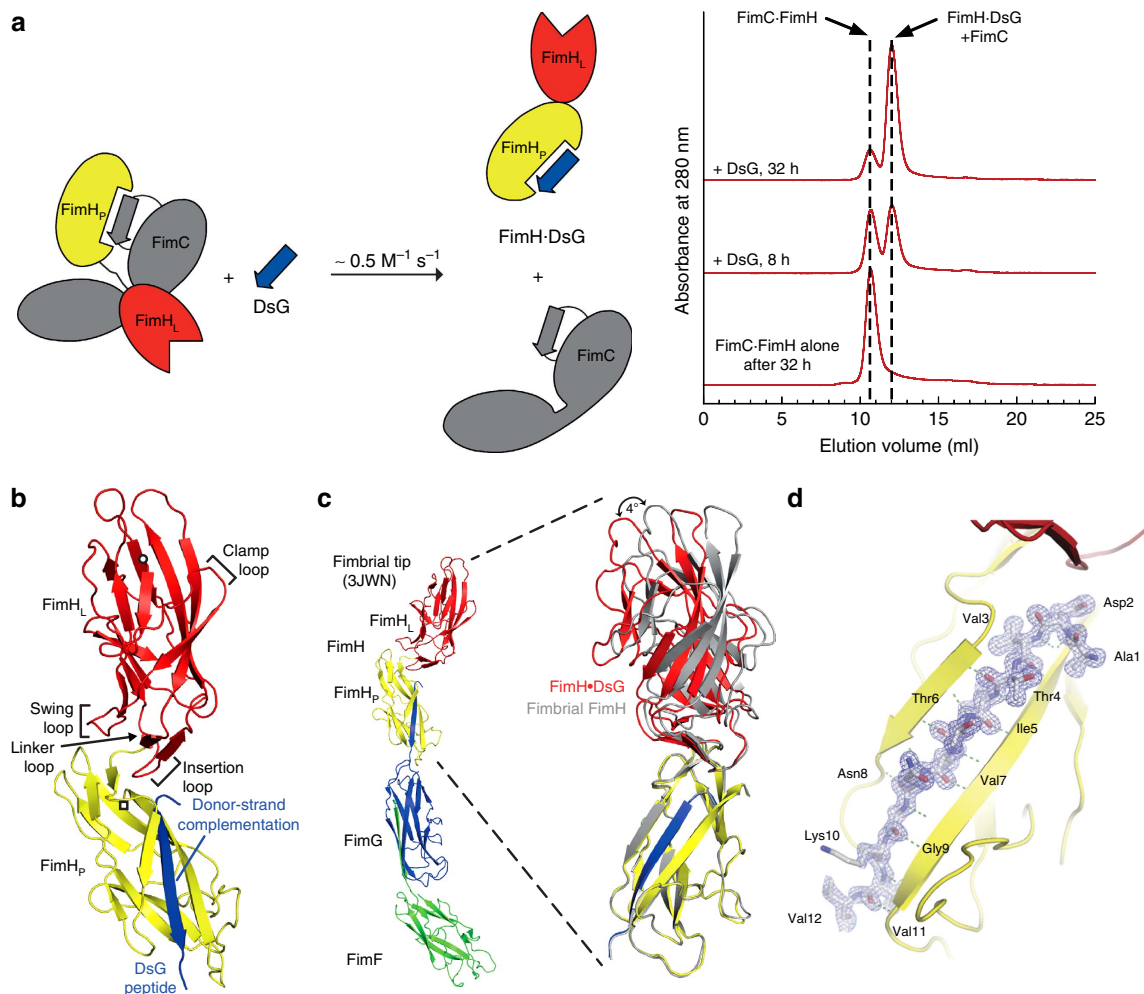 a
FimH_L
FimH_P
FimC
FimH_L
+
DsG
~ 0.5 M⁻¹ s⁻¹
FimH_L
FimH_P
FimH·DsG
+
FimC
FimC·FimH
FimH·DsG
+FimC
Absorbance at 280 nm
+ DsG, 32 h
+ DsG, 8 h
FimC·FimH alone
after 32 h
0 5 10 15 20 25
Elution volume (ml)
b
Clamp
loop
FimH_L
Swing
loop
Linker
loop
Insertion
loop
Donor-strand
complementation
FimH_P
DsG
peptide
c
Fimbrial tip
(3JWN)
FimH_L
FimH
FimH_P
FimG
FimF
4°
FimH•DsG
Fimbrial FimH
d
Asp2
Val3
Ala1
Thr4
Thr6
Ile5
Val7
Asn8
Gly9
Lys10
Val11
Val12